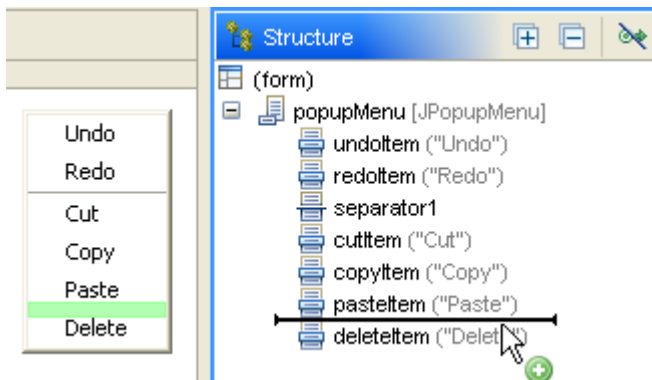 Undo
Redo
Cut
Copy
Paste
Delete
Structure
(form)
popupMenu [JPopupMenu]
undoItem ("Undo")
redoItem ("Redo")
separator1
cutItem ("Cut")
copyItem ("Copy")
pasteItem ("Paste")
deleteItem ("Delet")